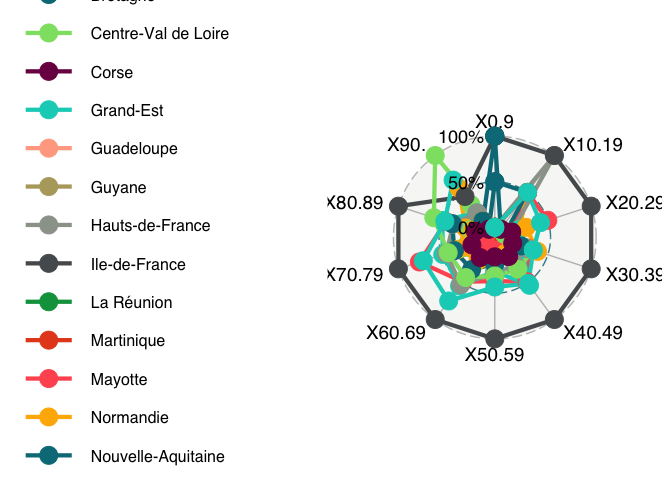 Bretagne
Centre-Val de Loire
Corse
Grand-Est
Guadeloupe
Guyane
Hauts-de-France
Ile-de-France
La Réunion
Martinique
Mayotte
Normandie
Nouvelle-Aquitaine
X0.9
100%
X90.
X10.19
50%
X80.89
X20.29
0%
X70.79
X30.39
X60.69
X40.49
X50.59